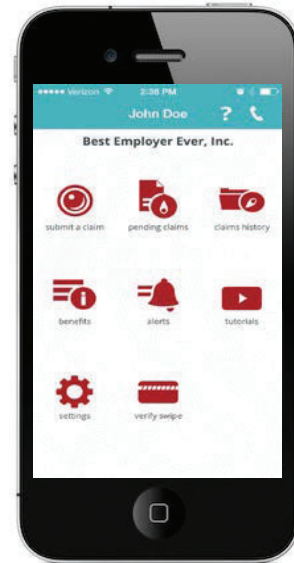 Verizon 2:38 PM
John Doe ?
Best Employer Ever, Inc.
submit a claim pending claims claims history
benefits alerts tutorials
settings verify swipe